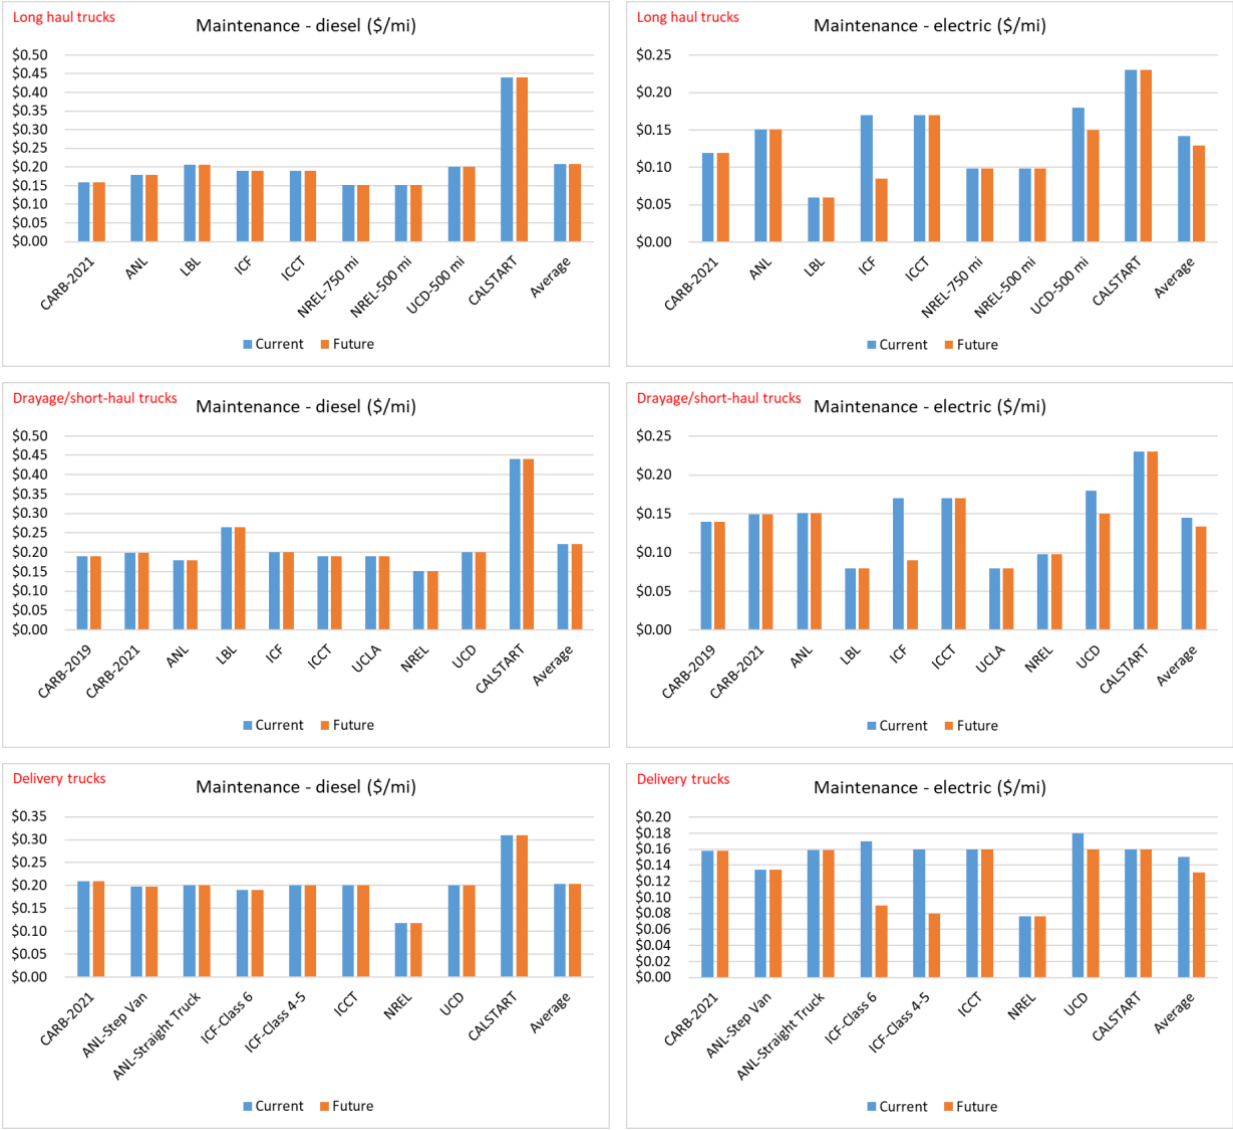 Long haul trucks
Maintenance - diesel ($/mi)
$0.50
$0.45
$0.40
$0.35
$0.30
$0.25
$0.20
$0.15
$0.10
$0.05
$0.00
CARB-2021
ANL
LBL
ICF
ICCT
NREL-750 mi
NREL-500 mi
UCD-500 mi
CALSTART
Average
Current Future
Long haul trucks
Maintenance - electric ($/mi)
$0.25
$0.20
$0.15
$0.10
$0.05
$0.00
CARB-2021
ANL
LBL
ICF
ICCT
NREL-750 mi
NREL-500 mi
UCD-500 mi
CALSTART
Average
Current Future
Drayage/short-haul trucks
Maintenance - diesel ($/mi)
$0.50
$0.45
$0.40
$0.35
$0.30
$0.25
$0.20
$0.15
$0.10
$0.05
$0.00
CARB-2019
CARB-2021
ANL
LBL
ICF
ICCT
UCLA
NREL
UCD
CALSTART
Average
Current Future
Drayage/short-haul trucks
Maintenance - electric ($/mi)
$0.25
$0.20
$0.15
$0.10
$0.05
$0.00
CARB-2019
CARB-2021
ANL
LBL
ICF
ICCT
UCLA
NREL
UCD
CALSTART
Average
Current Future
Delivery trucks
Maintenance - diesel ($/mi)
$0.35
$0.30
$0.25
$0.20
$0.15
$0.10
$0.05
$0.00
CARB-2021
ANL-Step Van
ANL-Straight Truck
ICF-Class 6
ICF-Class 4-5
ICCT
NREL
UCD
CALSTART
Average
Current Future
Delivery trucks
Maintenance - electric ($/mi)
$0.20
$0.18
$0.16
$0.14
$0.12
$0.10
$0.08
$0.06
$0.04
$0.02
$0.00
CARB-2021
ANL-Step Van
ANL-Straight Truck
ICF-Class 6
ICF-Class 4-5
ICCT
NREL
UCD
CALSTART
Average
Current Future